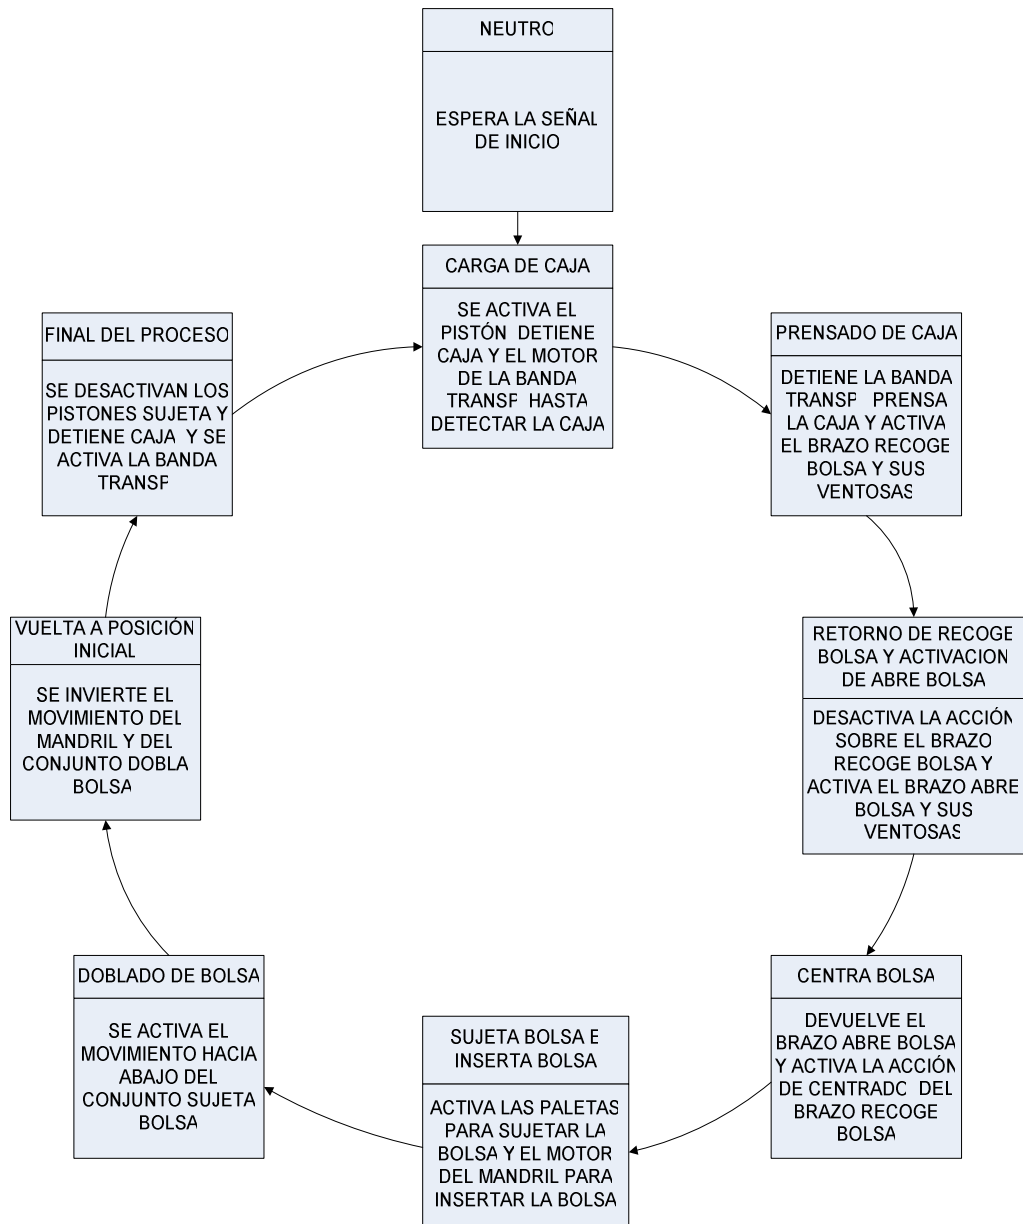 NEUTRO
ESPERA LA SEÑAL
DE INICIO
CARGA DE CAJA
SE ACTIVA EL
PISTÓN DETIENE
CAJA Y EL MOTOR
DE LA BANDA
TRANSP HASTA
DETECTAR LA CAJA
PRENSADO DE CAJA
DETIENE LA BANDA
TRANSP PRENSA
LA CAJA Y ACTIVA
EL BRAZO RECOGE
BOLSA Y SUS
VENTOSAS
RETORNO DE RECOGE
BOLSA Y ACTIVACION
DE ABRE BOLSA
DESACTIVA LA ACCIÓN
SOBRE EL BRAZO
RECOGE BOLSA Y
ACTIVA EL BRAZO ABRE
BOLSA Y SUS
VENTOSAS
CENTRA BOLSA
DEVUELVE EL
BRAZO ABRE BOLSA
Y ACTIVA LA ACCIÓN
DE CENTRADO DEL
BRAZO RECOGE
BOLSA
SUJETA BOLSA E
INSERTA BOLSA
ACTIVA LAS PALETAS
PARA SUJETAR LA
BOLSA Y EL MOTOR
DEL MANDRIL PARA
INSERTAR LA BOLSA
DOBLADO DE BOLSA
SE ACTIVA EL
MOVIMIENTO HACIA
ABAJO DEL
CONJUNTO SUJETA
BOLSA
VUELTA A POSICIÓN
INICIAL
SE INVIERTE EL
MOVIMIENTO DEL
MANDRIL Y DEL
CONJUNTO DOBLA
BOLSA
FINAL DEL PROCESO
SE DESACTIVAN LOS
PISTONES SUJETA Y
DETIENE CAJA Y SE
ACTIVA LA BANDA
TRANSP